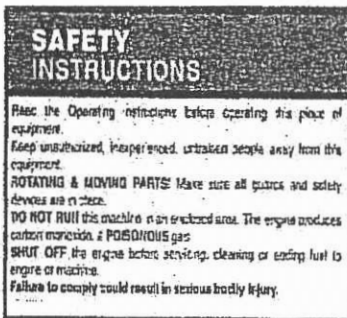 SAFETY
INSTRUCTIONS
Read the Operating Instructions before operating this piece of
equipment.
Keep unauthorized, inexperienced, untrained people away from this
equipment.
ROTATING & MOVING PARTS! Make sure all guards and safety
devices are in place.
DO NOT RUN this machine in an enclosed area. The engine produces
carbon monoxide, a POISONOUS gas
SHUT OFF the engine before servicing, cleaning or adding fuel to
engine or machine.
Failure to comply could result in serious bodily injury.